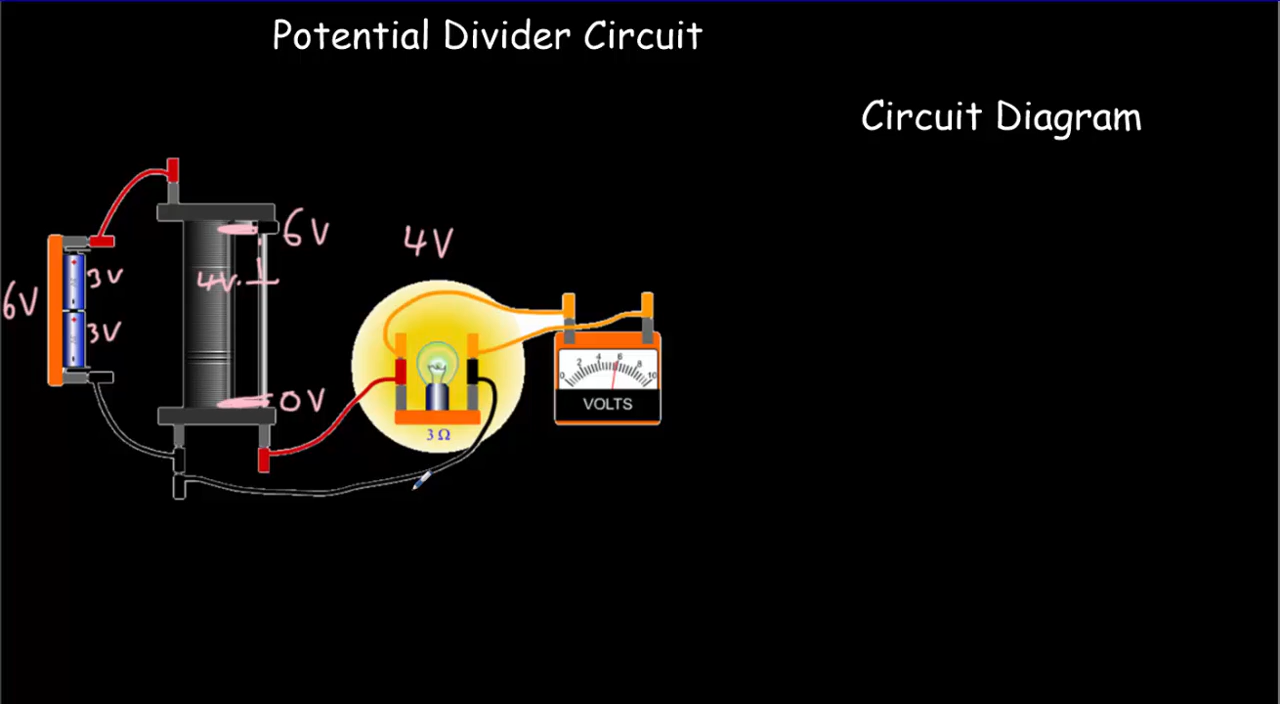 Potential Divider Circuit
Circuit Diagram
6V
4V
3V
4V.
6V
3V
0V
0 2 4 6 8 10
VOLTS
3 Ω